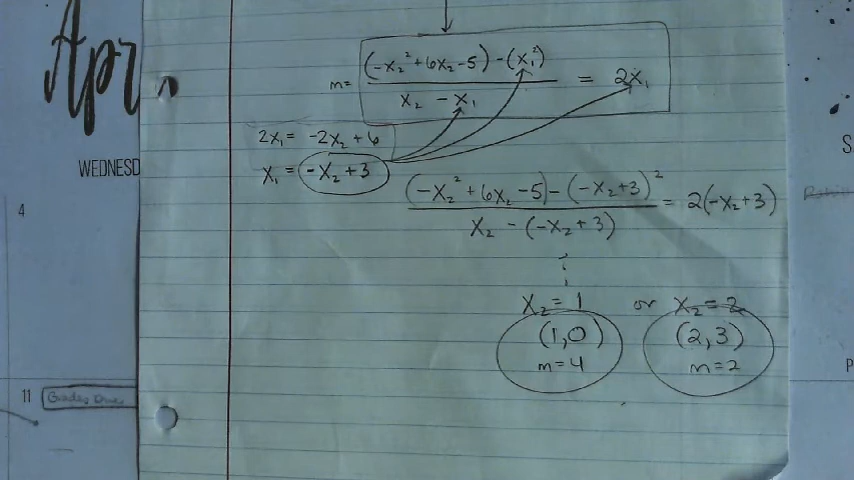 Apr
m = ((-x₂² + 6x₂ - 5) - (x₁²)) / (x₂ - x₁) = 2x₁
2x₁ = -2x₂ + 6
x₁ = -x₂ + 3
WEDNESD
S
((-x₂² + 6x₂ - 5) - (-x₂ + 3)²) / (x₂ - (-x₂ + 3)) = 2(-x₂ + 3)
4
⋮
x₂ = 1 or x₂ = 2
(1,0) (2,3)
m = 4 m = 2
P
11 Grades Due